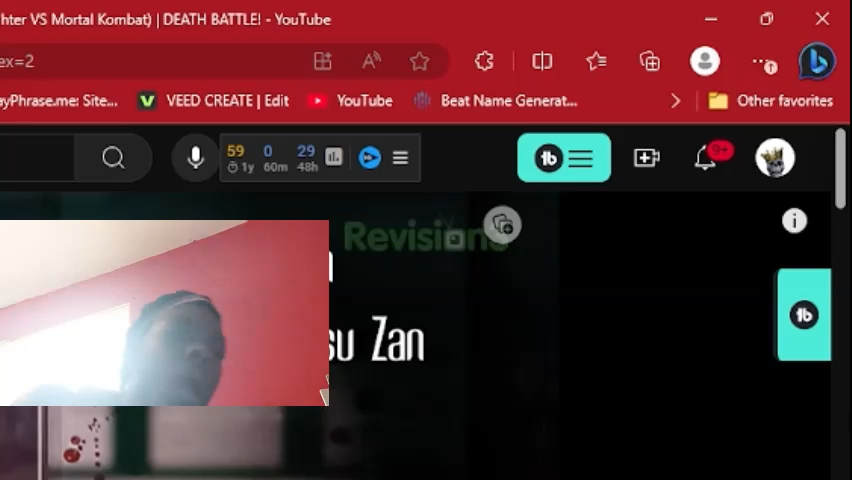 hter VS Mortal Kombat) | DEATH BATTLE! - YouTube
ex=2
ayPhrase.me: Site... VEED CREATE | Edit YouTube Beat Name Generat... Other favorites
59 0 29
1y 60m 48h
9+
Revisions
su Zan